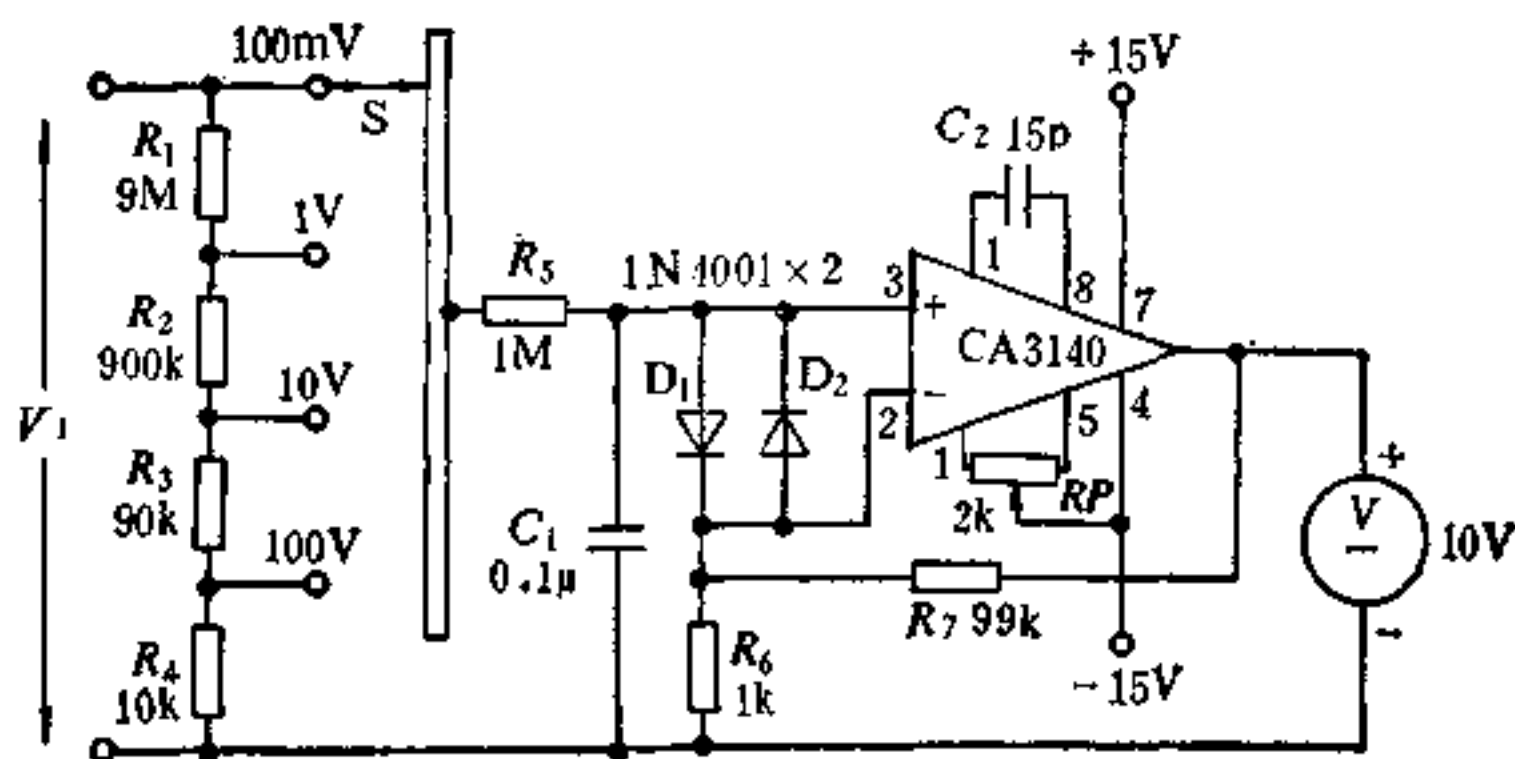 100mV
S
+15V
R1
9M
1V
C2 15p
R5
1M
1N4001×2
3
+
1
8
7
R2
900k
CA3140
D1
D2
10V
V1
2
−
5
4
1
RP
2k
R3
90k
100V
C1
0.1μ
+
V
−
10V
−
R7 99k
R4
10k
R6
1k
−15V